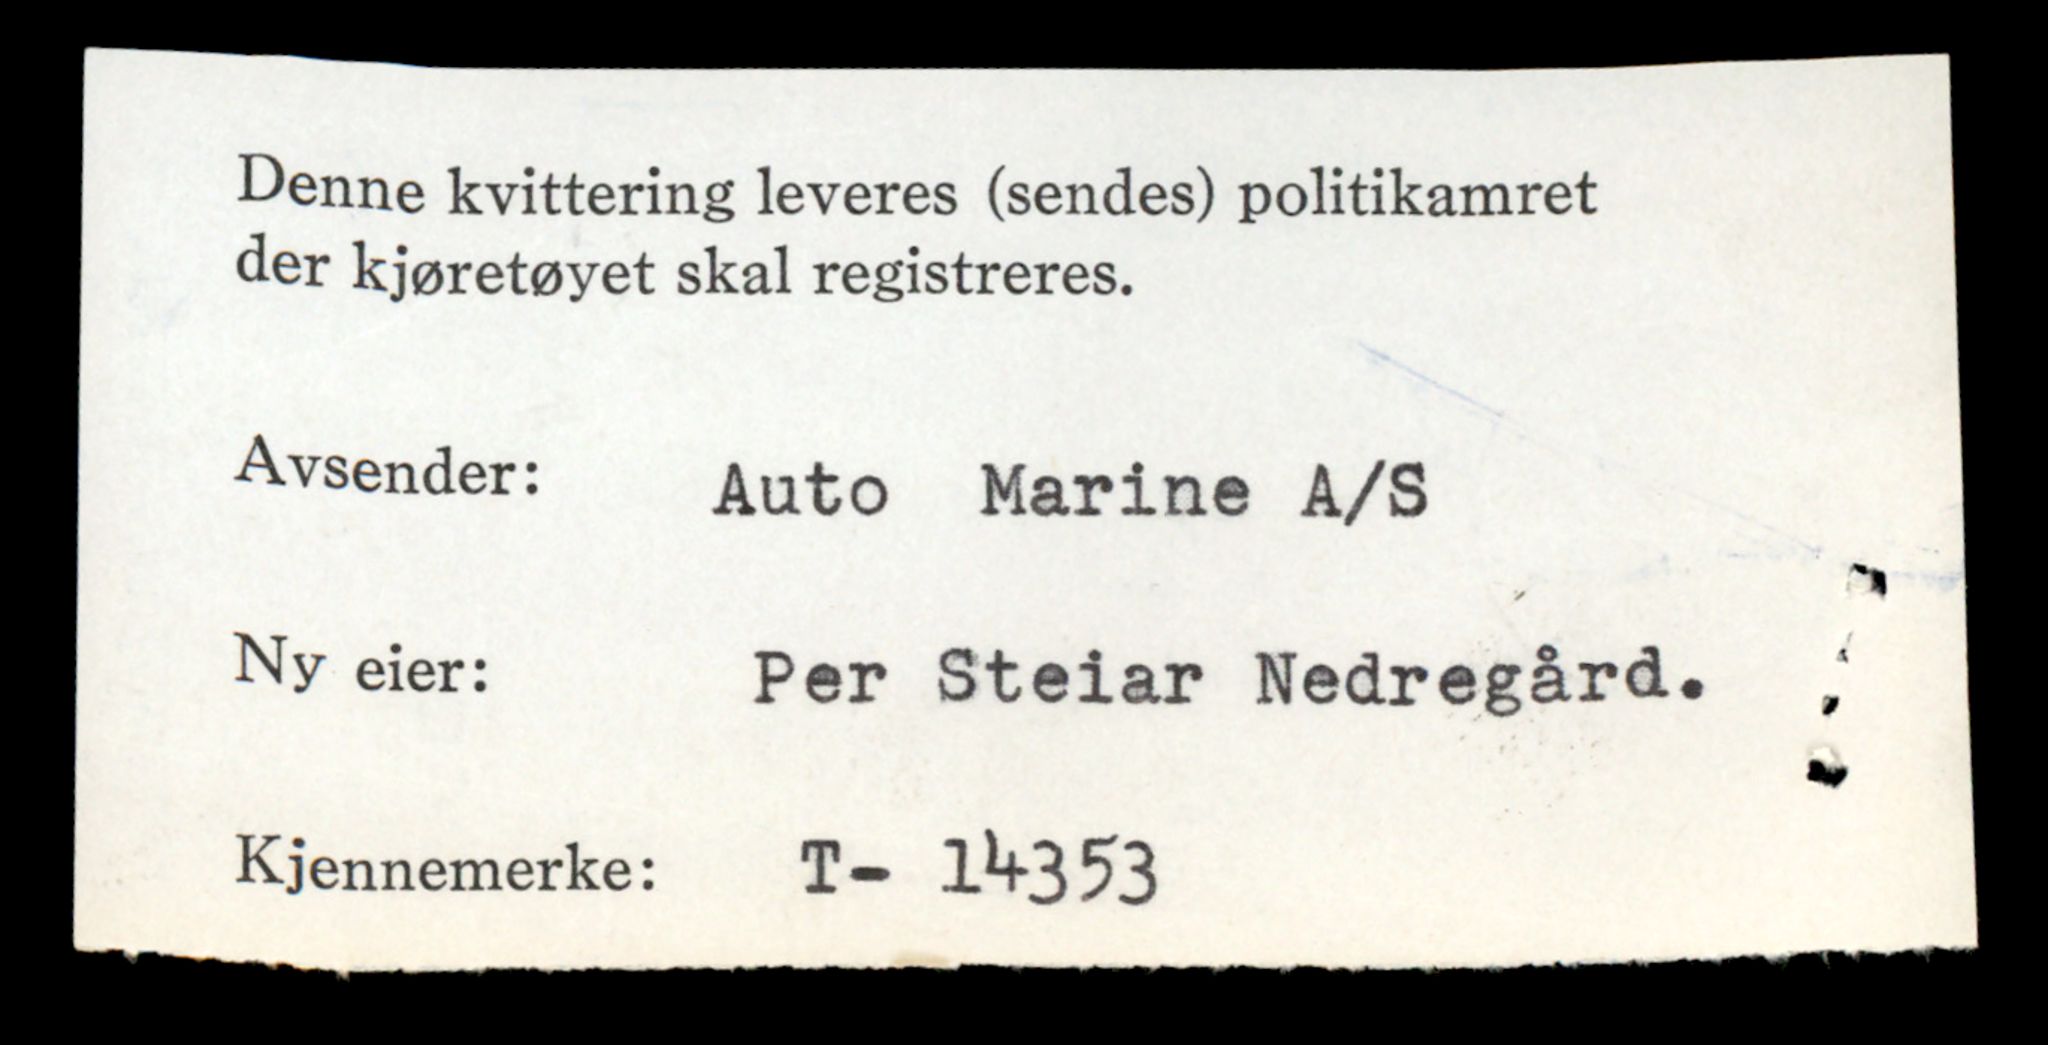 Denne kvittering leveres (sendes) politikamret
der kjøretøyet skal registreres.
Avsender: Auto Marine A/S
Ny eier: Per Steiar Nedregård.
Kjennemerke: T- 14353